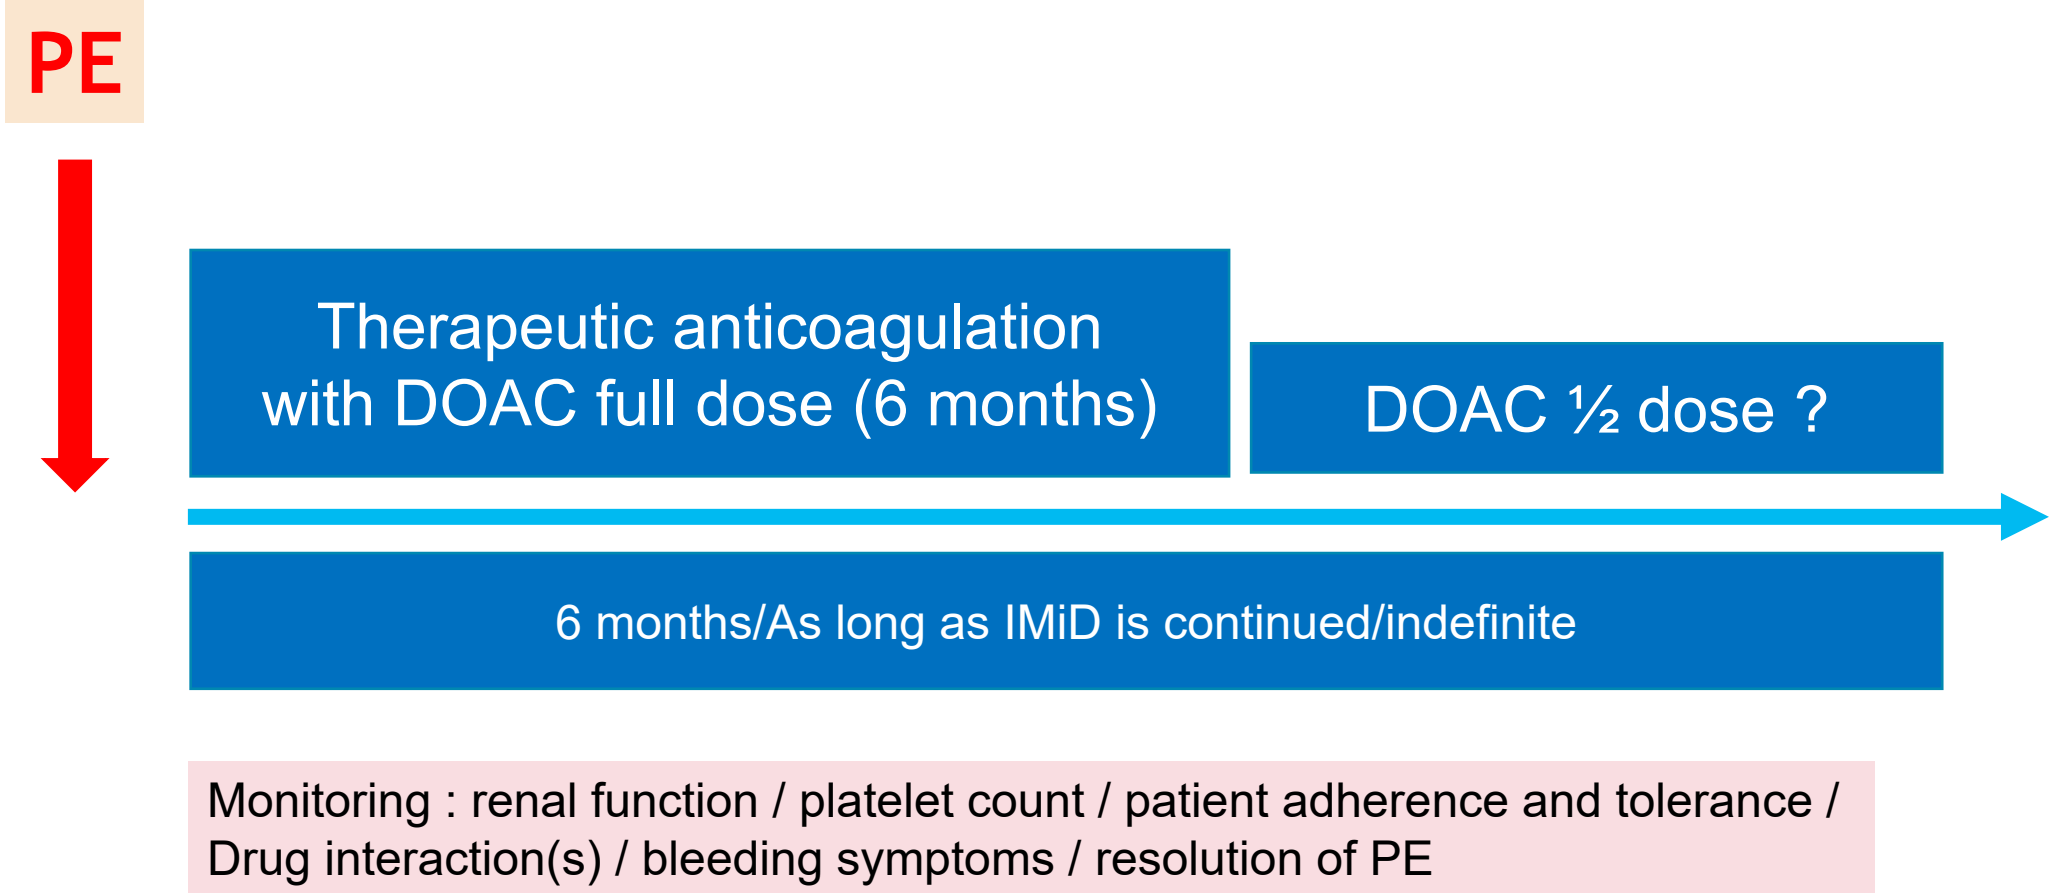 PE
Therapeutic anticoagulation
with DOAC full dose (6 months)
DOAC ½ dose ?
6 months/As long as IMiD is continued/indefinite
Monitoring : renal function / platelet count / patient adherence and tolerance /
Drug interaction(s) / bleeding symptoms / resolution of PE